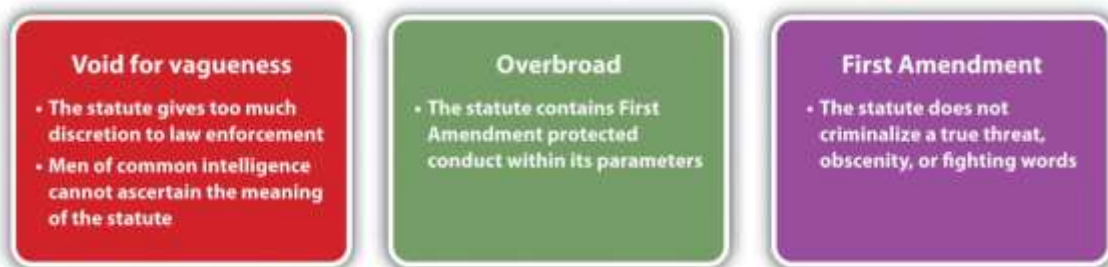 Void for vagueness
• The statute gives too much
discretion to law enforcement
• Men of common intelligence
cannot ascertain the meaning
of the statute
Overbroad
• The statute contains First
Amendment protected
conduct within its parameters
First Amendment
• The statute does not
criminalize a true threat,
obscenity, or fighting words